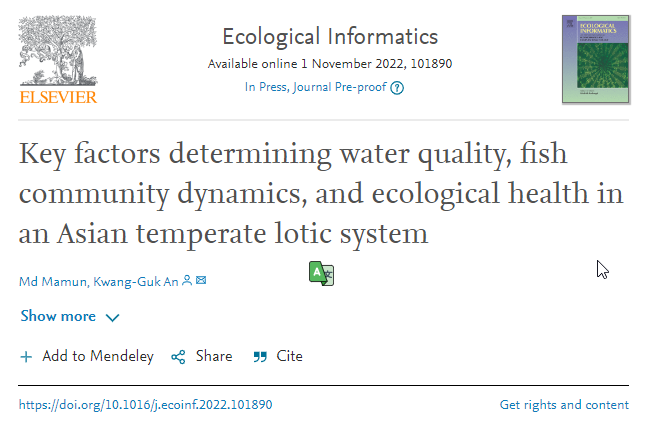 Ecological Informatics
Available online 1 November 2022, 101890
In Press, Journal Pre-proof ?
ELSEVIER
ECOLOGICAL
INFORMATICS
Key factors determining water quality, fish
community dynamics, and ecological health in
an Asian temperate lotic system
Md Mamun, Kwang-Guk An
A
Show more
+ Add to Mendeley Share Cite
https://doi.org/10.1016/j.ecoinf.2022.101890 Get rights and content